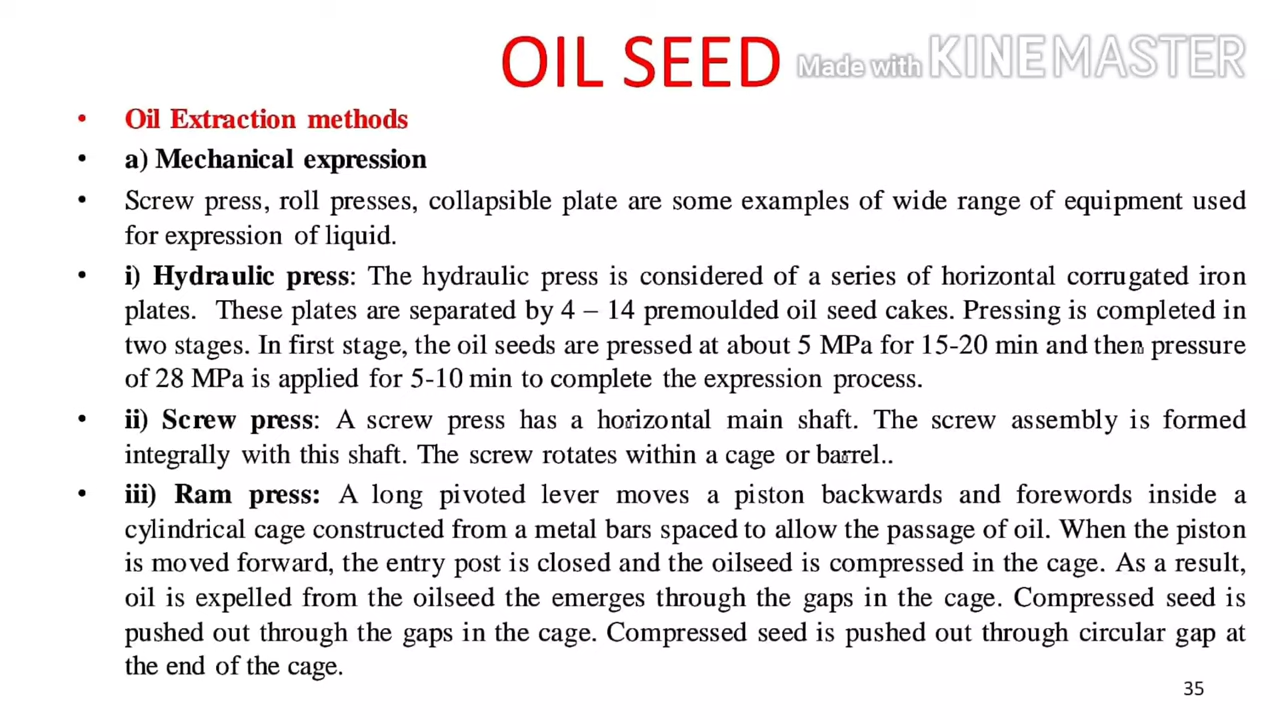 OIL SEED
Made with KINEMASTER
• Oil Extraction methods
• a) Mechanical expression
• Screw press, roll presses, collapsible plate are some examples of wide range of equipment used
for expression of liquid.
• i) Hydraulic press: The hydraulic press is considered of a series of horizontal corrugated iron
plates. These plates are separated by 4 – 14 premoulded oil seed cakes. Pressing is completed in
two stages. In first stage, the oil seeds are pressed at about 5 MPa for 15-20 min and then pressure
of 28 MPa is applied for 5-10 min to complete the expression process.
• ii) Screw press: A screw press has a horizontal main shaft. The screw assembly is formed
integrally with this shaft. The screw rotates within a cage or barrel..
• iii) Ram press: A long pivoted lever moves a piston backwards and forewords inside a
cylindrical cage constructed from a metal bars spaced to allow the passage of oil. When the piston
is moved forward, the entry post is closed and the oilseed is compressed in the cage. As a result,
oil is expelled from the oilseed the emerges through the gaps in the cage. Compressed seed is
pushed out through the gaps in the cage. Compressed seed is pushed out through circular gap at
the end of the cage.
35